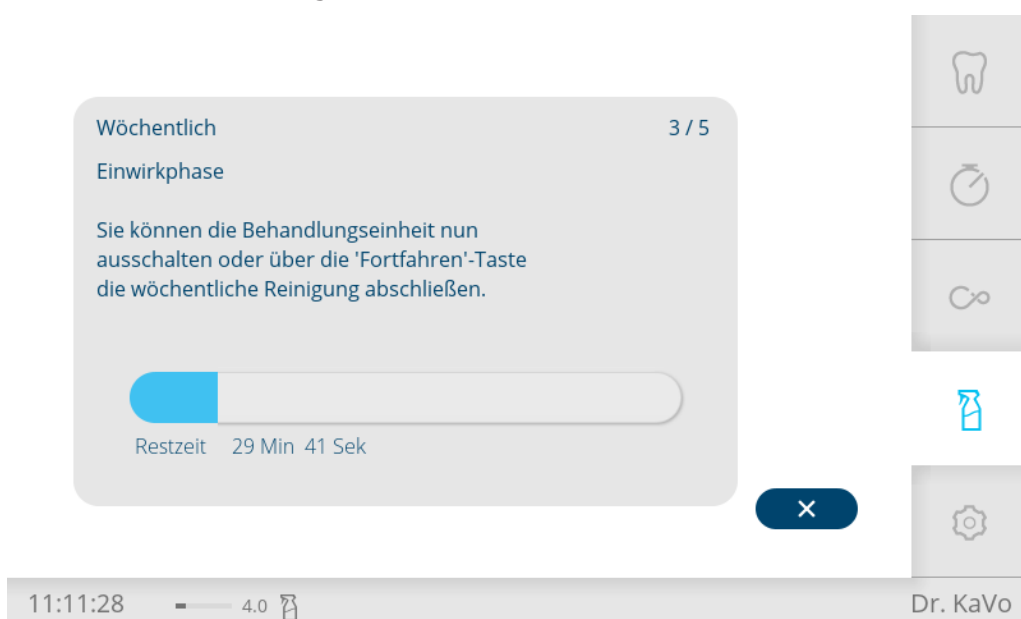 Wöchentlich 3 / 5
Einwirkphase
Sie können die Behandlungseinheit nun
ausschalten oder über die 'Fortfahren'-Taste
die wöchentliche Reinigung abschließen.
Restzeit 29 Min 41 Sek
11:11:28 4.0 Dr. KaVo